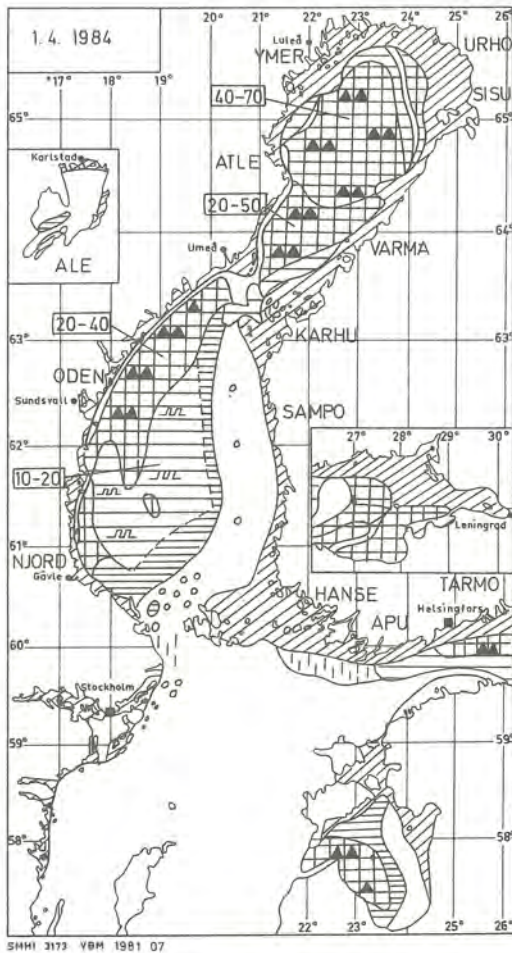 1.4. 1984
17° 18° 19° 20° 21° 22° 23° 24° 25° 26°
Luleå
YMER
URHO
40-70
SISU
65° 65°
Karlstad
ATLE
20-50
ALE
Umeå
64°
VARMA
20-40
63°
KARHU
ODEN
Sundsvall
SAMPO
62°
27° 28° 29° 30°
10-20
Leningrad
61°
NJORD
Gävle
HANSE
TARMO
Helsingfors
APU
60°
Stockholm
59° 59°
58° 58°
22° 23° 24° 25° 26°
SMHI 3173 VBM 1981 07